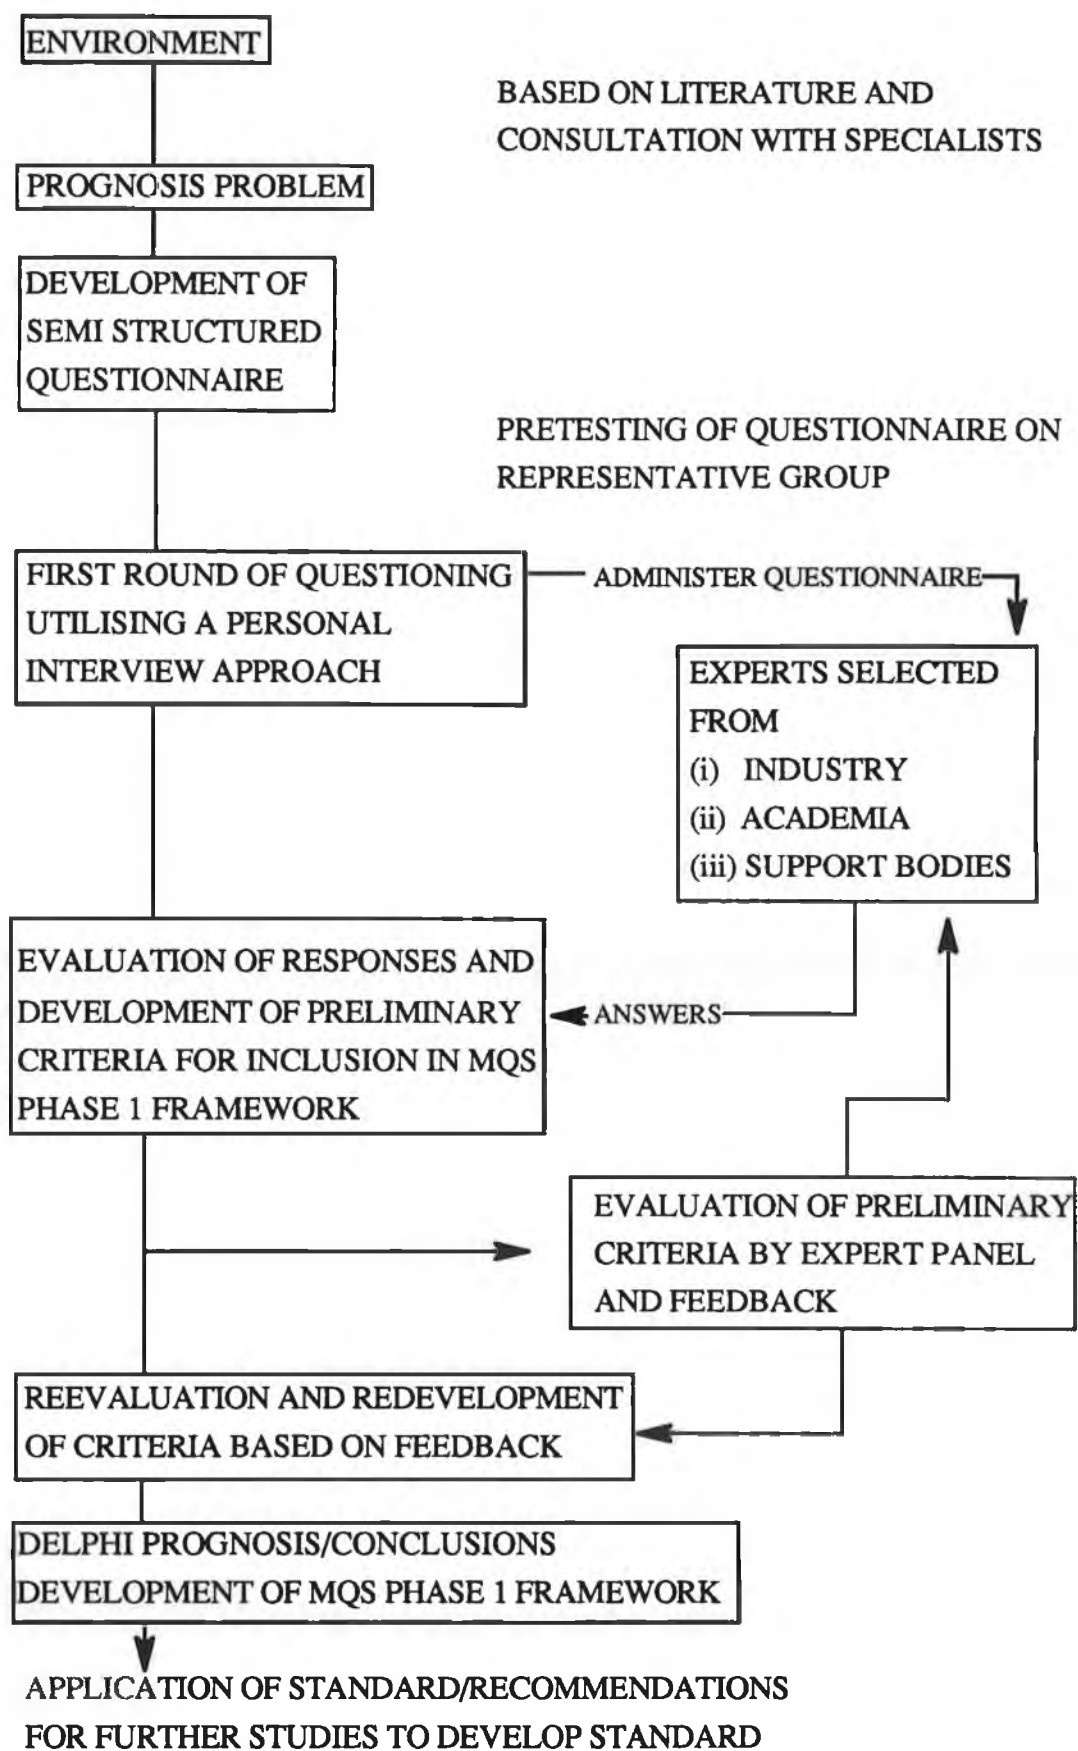 ENVIRONMENT
BASED ON LITERATURE AND
CONSULTATION WITH SPECIALISTS
PROGNOSIS PROBLEM
DEVELOPMENT OF
SEMI STRUCTURED
QUESTIONNAIRE
PRETESTING OF QUESTIONNAIRE ON
REPRESENTATIVE GROUP
FIRST ROUND OF QUESTIONING
UTILISING A PERSONAL
INTERVIEW APPROACH
ADMINISTER QUESTIONNAIRE
EXPERTS SELECTED
FROM
(i) INDUSTRY
(ii) ACADEMIA
(iii) SUPPORT BODIES
EVALUATION OF RESPONSES AND
DEVELOPMENT OF PRELIMINARY
CRITERIA FOR INCLUSION IN MQS
PHASE 1 FRAMEWORK
ANSWERS
EVALUATION OF PRELIMINARY
CRITERIA BY EXPERT PANEL
AND FEEDBACK
REEVALUATION AND REDEVELOPMENT
OF CRITERIA BASED ON FEEDBACK
DELPHI PROGNOSIS/CONCLUSIONS
DEVELOPMENT OF MQS PHASE 1 FRAMEWORK
APPLICATION OF STANDARD/RECOMMENDATIONS
FOR FURTHER STUDIES TO DEVELOP STANDARD